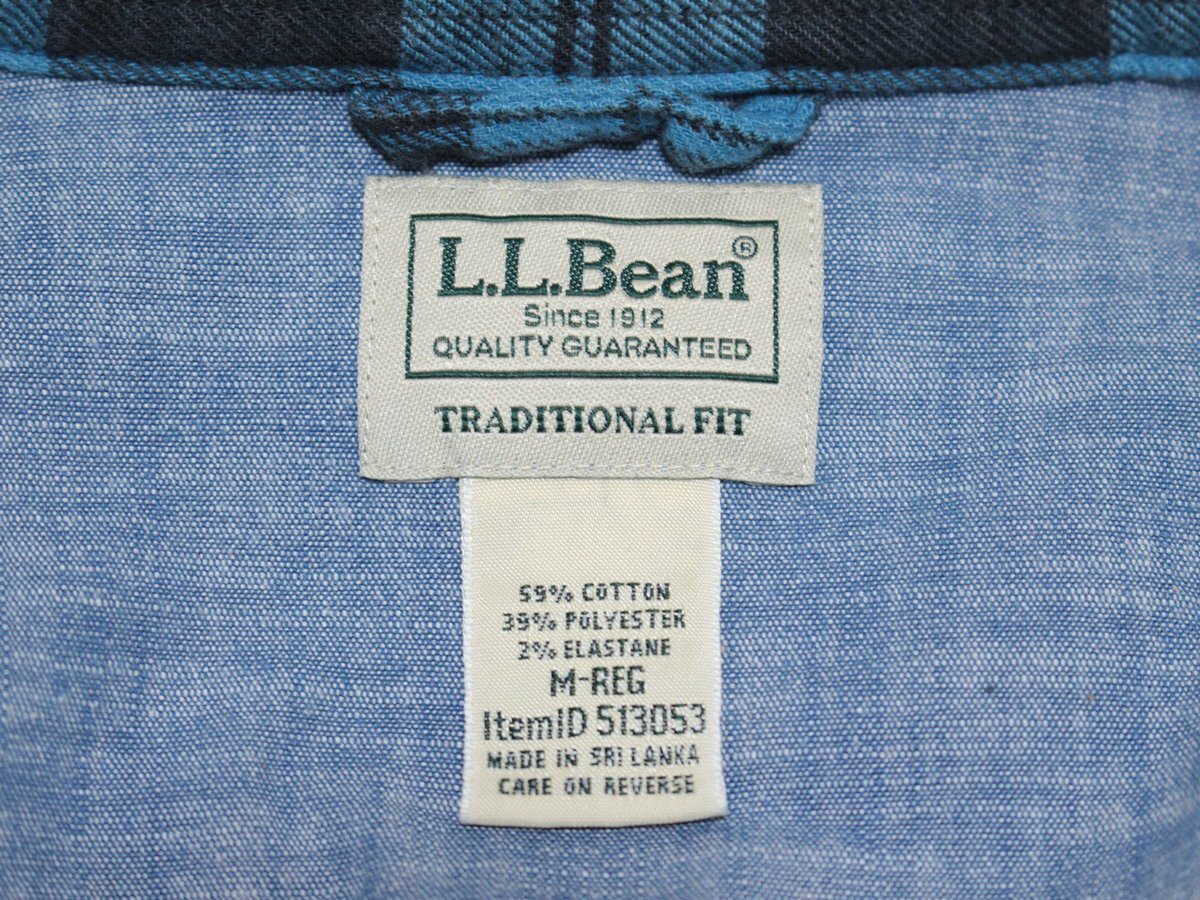 L.L.Bean®
Since 1912
QUALITY GUARANTEED
TRADITIONAL FIT
59% COTTON
39% POLYESTER
2% ELASTANE
M-REG
ItemID 513053
MADE IN SRI LANKA
CARE ON REVERSE